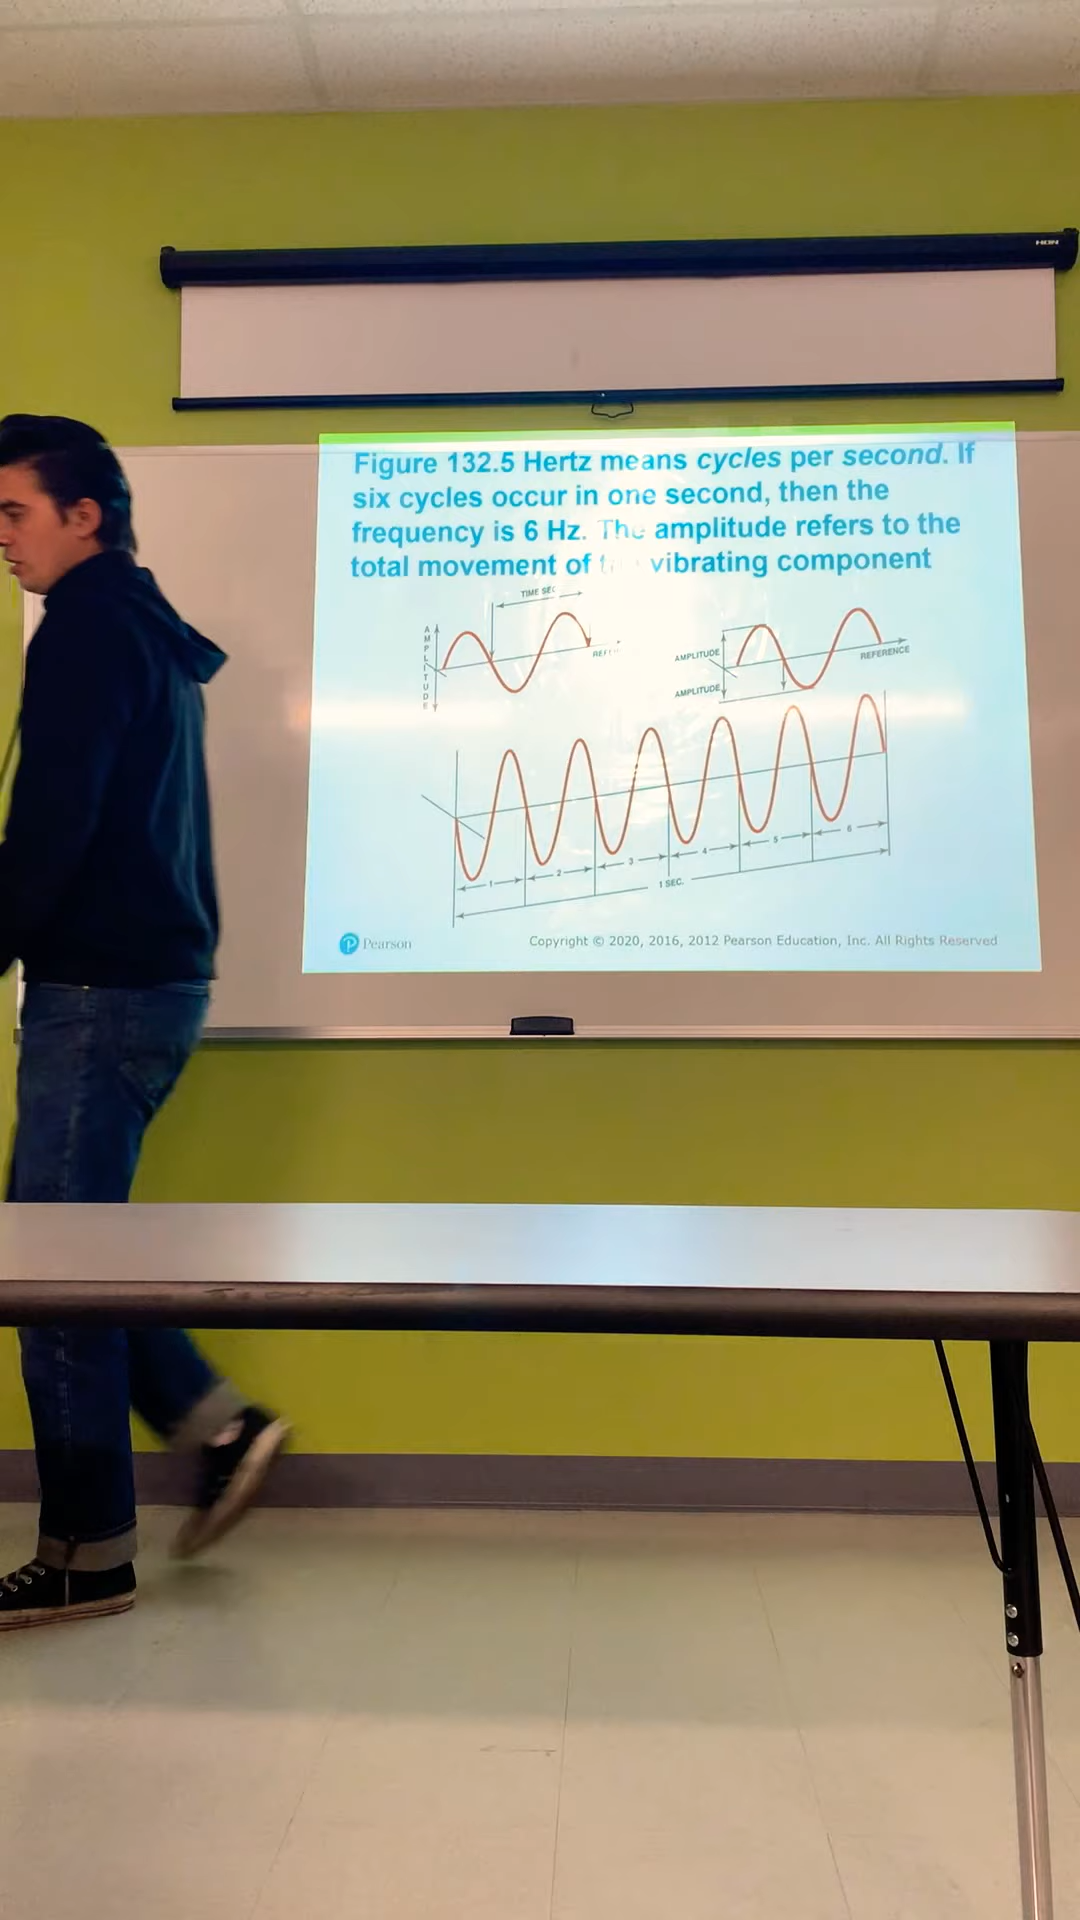 Figure 132.5 Hertz means cycles per second. If
six cycles occur in one second, then the
frequency is 6 Hz. The amplitude refers to the
total movement of vibrating component
TIME SEC
AMPLITUDE
AMPLITUDE
REFERENCE
AMPLITUDE
1 2 3 4 5 6
1 SEC.
Pearson
Copyright © 2020, 2016, 2012 Pearson Education, Inc. All Rights Reserved